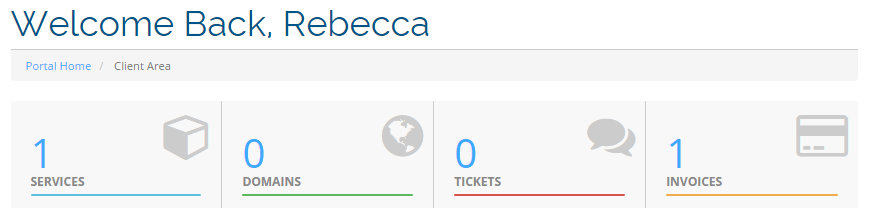 Welcome Back, Rebecca
Portal Home / Client Area
1 0 0 1
SERVICES DOMAINS TICKETS INVOICES